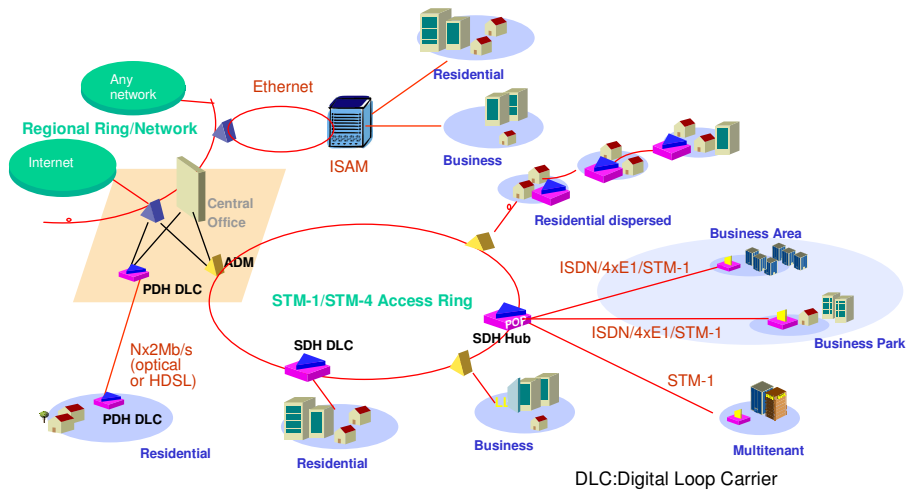 Any
network
Ethernet
Residential
Regional Ring/Network
Internet
ISAM
Business
Central
Office
Residential dispersed
ADM
Business Area
PDH DLC
ISDN/4xE1/STM-1
STM-1/STM-4 Access Ring
POP
SDH Hub
ISDN/4xE1/STM-1
Business Park
SDH DLC
Nx2Mb/s
(optical
or HDSL)
STM-1
PDH DLC
Residential
Residential
Business
Multitenant
DLC:Digital Loop Carrier